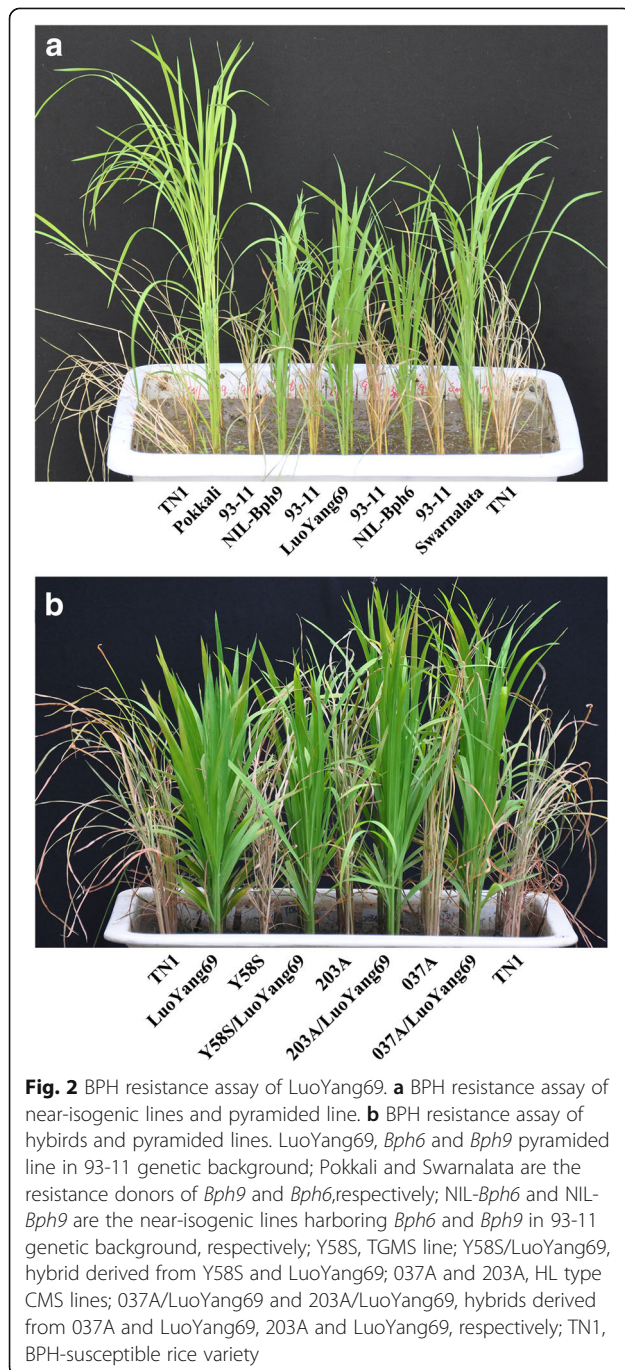 a
TN1
Pokkali
93-11
NIL-Bph9
93-11
LuoYang69
93-11
NIL-Bph6
93-11
Swarnalata
TN1
b
TN1
LuoYang69
Y58S
Y58S/LuoYang69
203A
203A/LuoYang69
037A
037A/LuoYang69
TN1
Fig. 2 BPH resistance assay of LuoYang69. a BPH resistance assay of
near-isogenic lines and pyramided line. b BPH resistance assay of
hybirds and pyramided lines. LuoYang69, Bph6 and Bph9 pyramided
line in 93-11 genetic background; Pokkali and Swarnalata are the
resistance donors of Bph9 and Bph6,respectively; NIL-Bph6 and NIL-
Bph9 are the near-isogenic lines harboring Bph6 and Bph9 in 93-11
genetic background, respectively; Y58S, TGMS line; Y58S/LuoYang69,
hybrid derived from Y58S and LuoYang69; 037A and 203A, HL type
CMS lines; 037A/LuoYang69 and 203A/LuoYang69, hybrids derived
from 037A and LuoYang69, 203A and LuoYang69, respectively; TN1,
BPH-susceptible rice variety